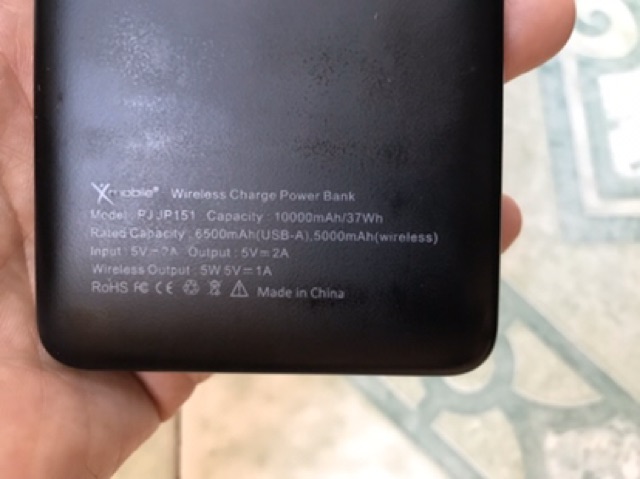 Xmobile® Wireless Charge Power Bank
Model: PJ JP151 Capacity: 10000mAh/37Wh
Rated Capacity: 6500mAh(USB-A),5000mAh(wireless)
Input: 5V=2A Output: 5V=2A
Wireless Output: 5W 5V=1A
RoHS FC CE Made in China